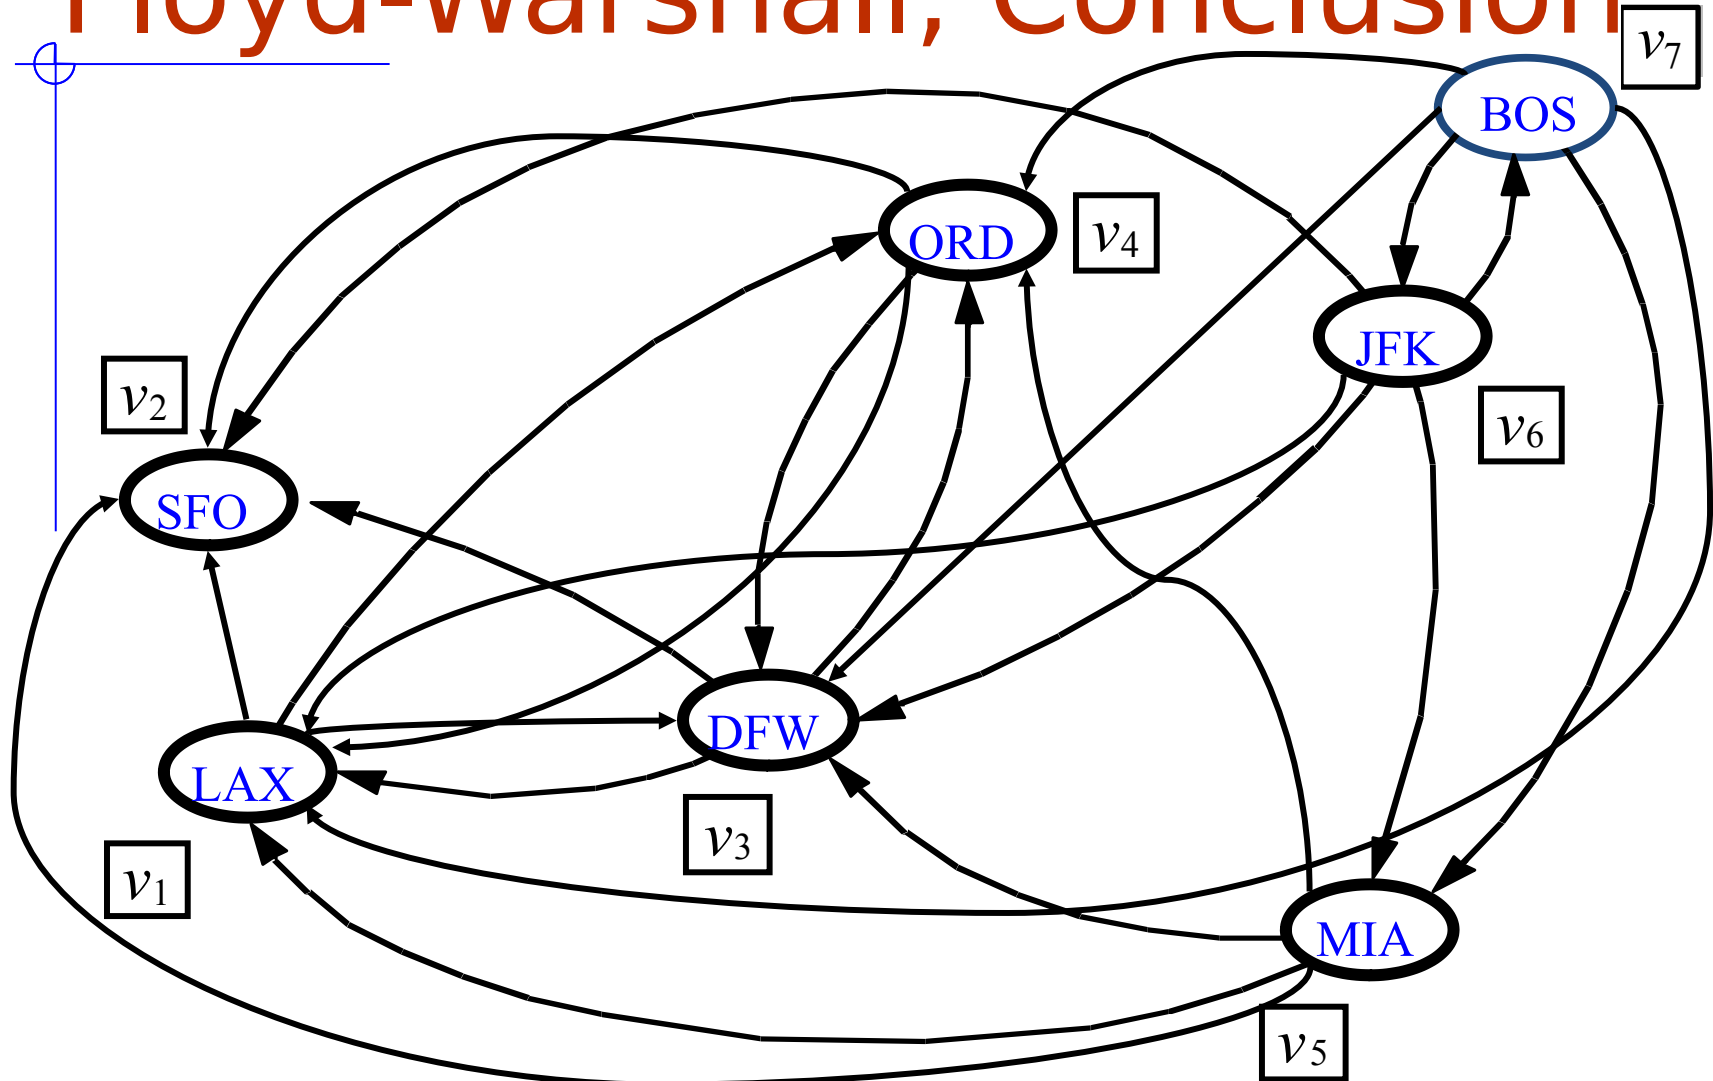 Floyd-Warshall, Conclusion
v7
BOS
ORD
v4
JFK
v2
v6
SFO
DFW
LAX
v3
v1
MIA
v5